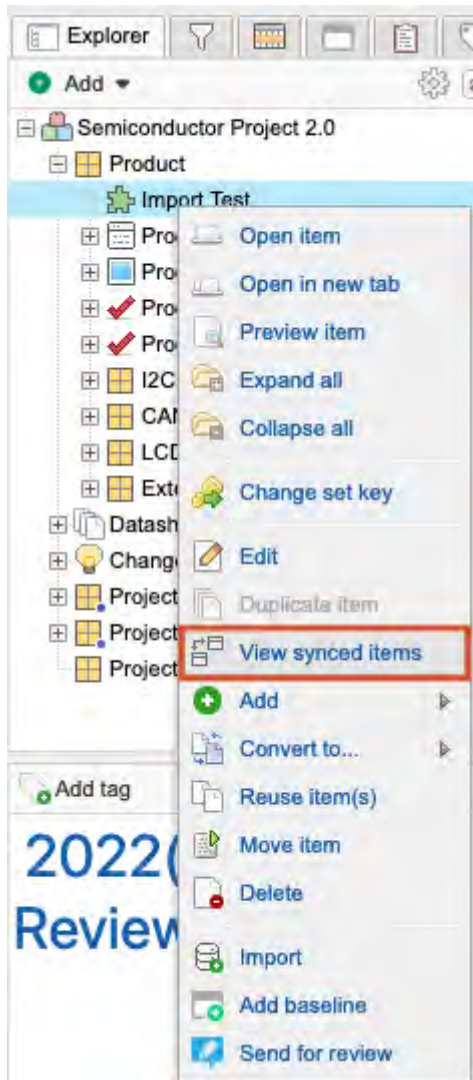 Explorer
Add
Semiconductor Project 2.0
Product
Import Test
Pro
Open item
Pro
Open in new tab
Pro
Preview item
Pro
I2C
Expand all
CAN
Collapse all
LCD
Exte
Change set key
Datash
Chang
Edit
Project
Duplicate item
Project
View synced items
Project
Add
Convert to...
Add tag
Reuse item(s)
2022(
Move item
Delete
Review
Import
Add baseline
Send for review